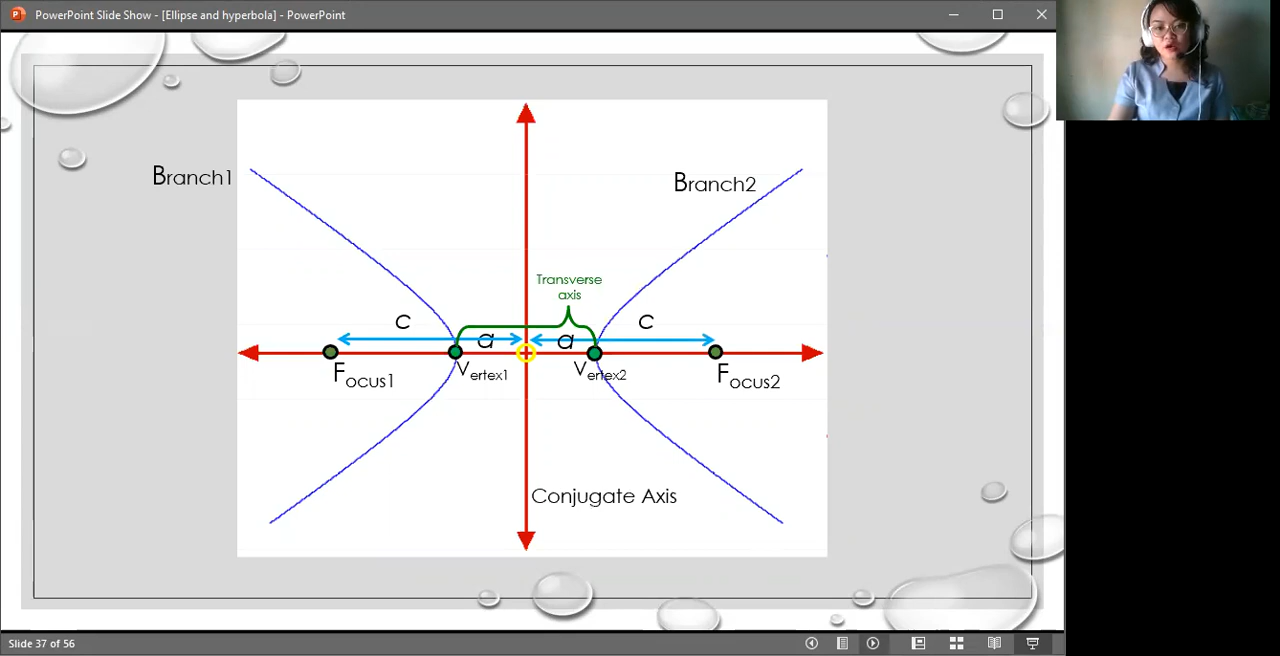 PowerPoint Slide Show - [Ellipse and hyperbola] - PowerPoint
Branch1
Branch2
Transverse
axis
c
c
a
a
Focus1
Vertex1
Vertex2
Focus2
Conjugate Axis
Slide 37 of 56